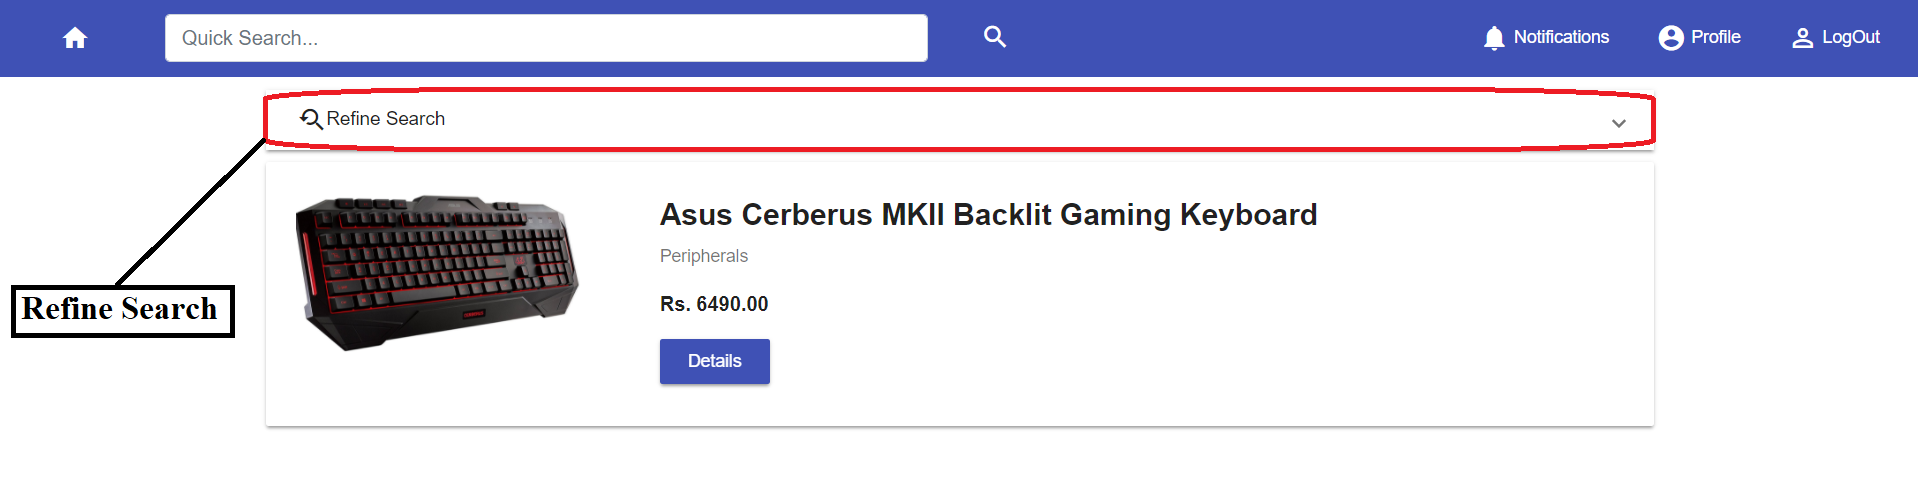 Quick Search...
Notifications
Profile
LogOut
Refine Search
Asus Cerberus MKII Backlit Gaming Keyboard
Peripherals
Refine Search
Rs. 6490.00
Details